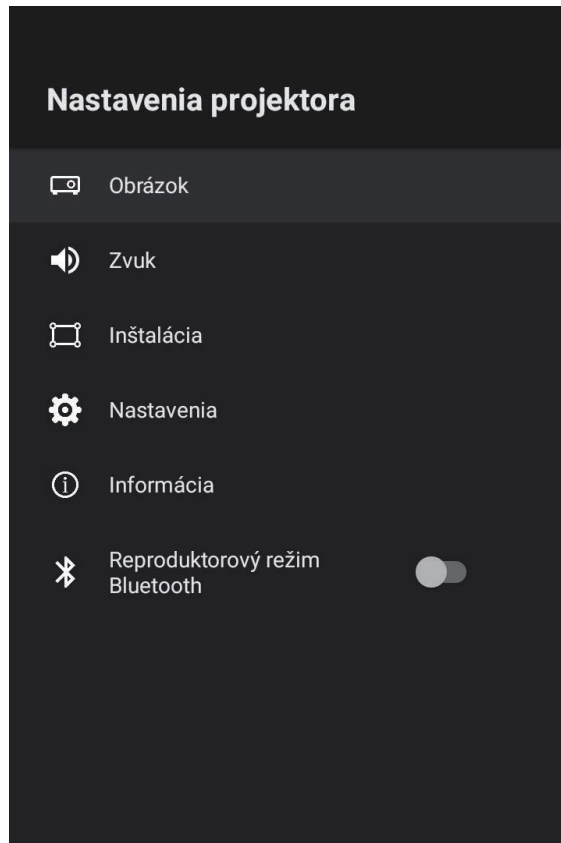 Nastavenia projektora
Obrázok
Zvuk
Inštalácia
Nastavenia
Informácia
Reproduktorový režim
Bluetooth